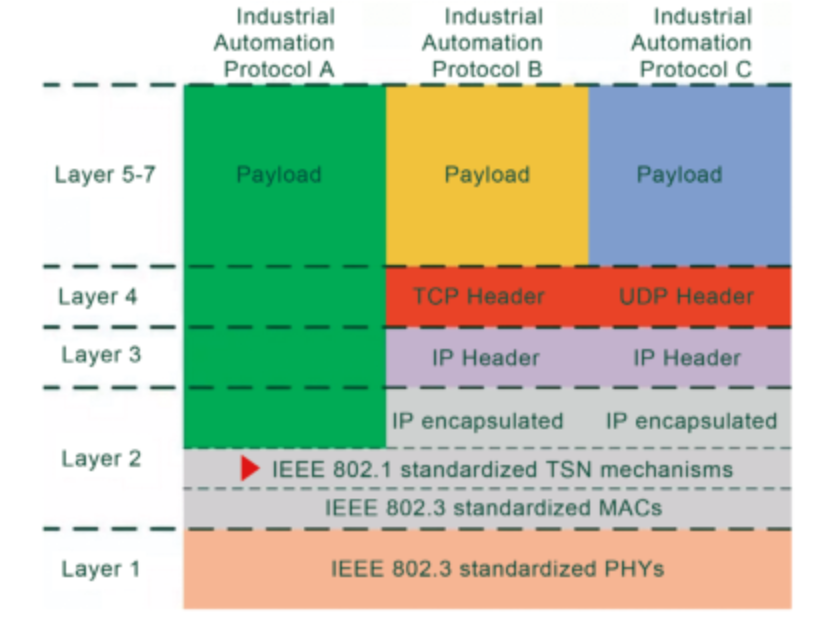 Industrial
Automation
Protocol A
Industrial
Automation
Protocol B
Industrial
Automation
Protocol C
Layer 5-7
Payload
Payload
Payload
Layer 4
TCP Header
UDP Header
Layer 3
IP Header
IP Header
Layer 2
IP encapsulated
IP encapsulated
IEEE 802.1 standardized TSN mechanisms
IEEE 802.3 standardized MACs
Layer 1
IEEE 802.3 standardized PHYs